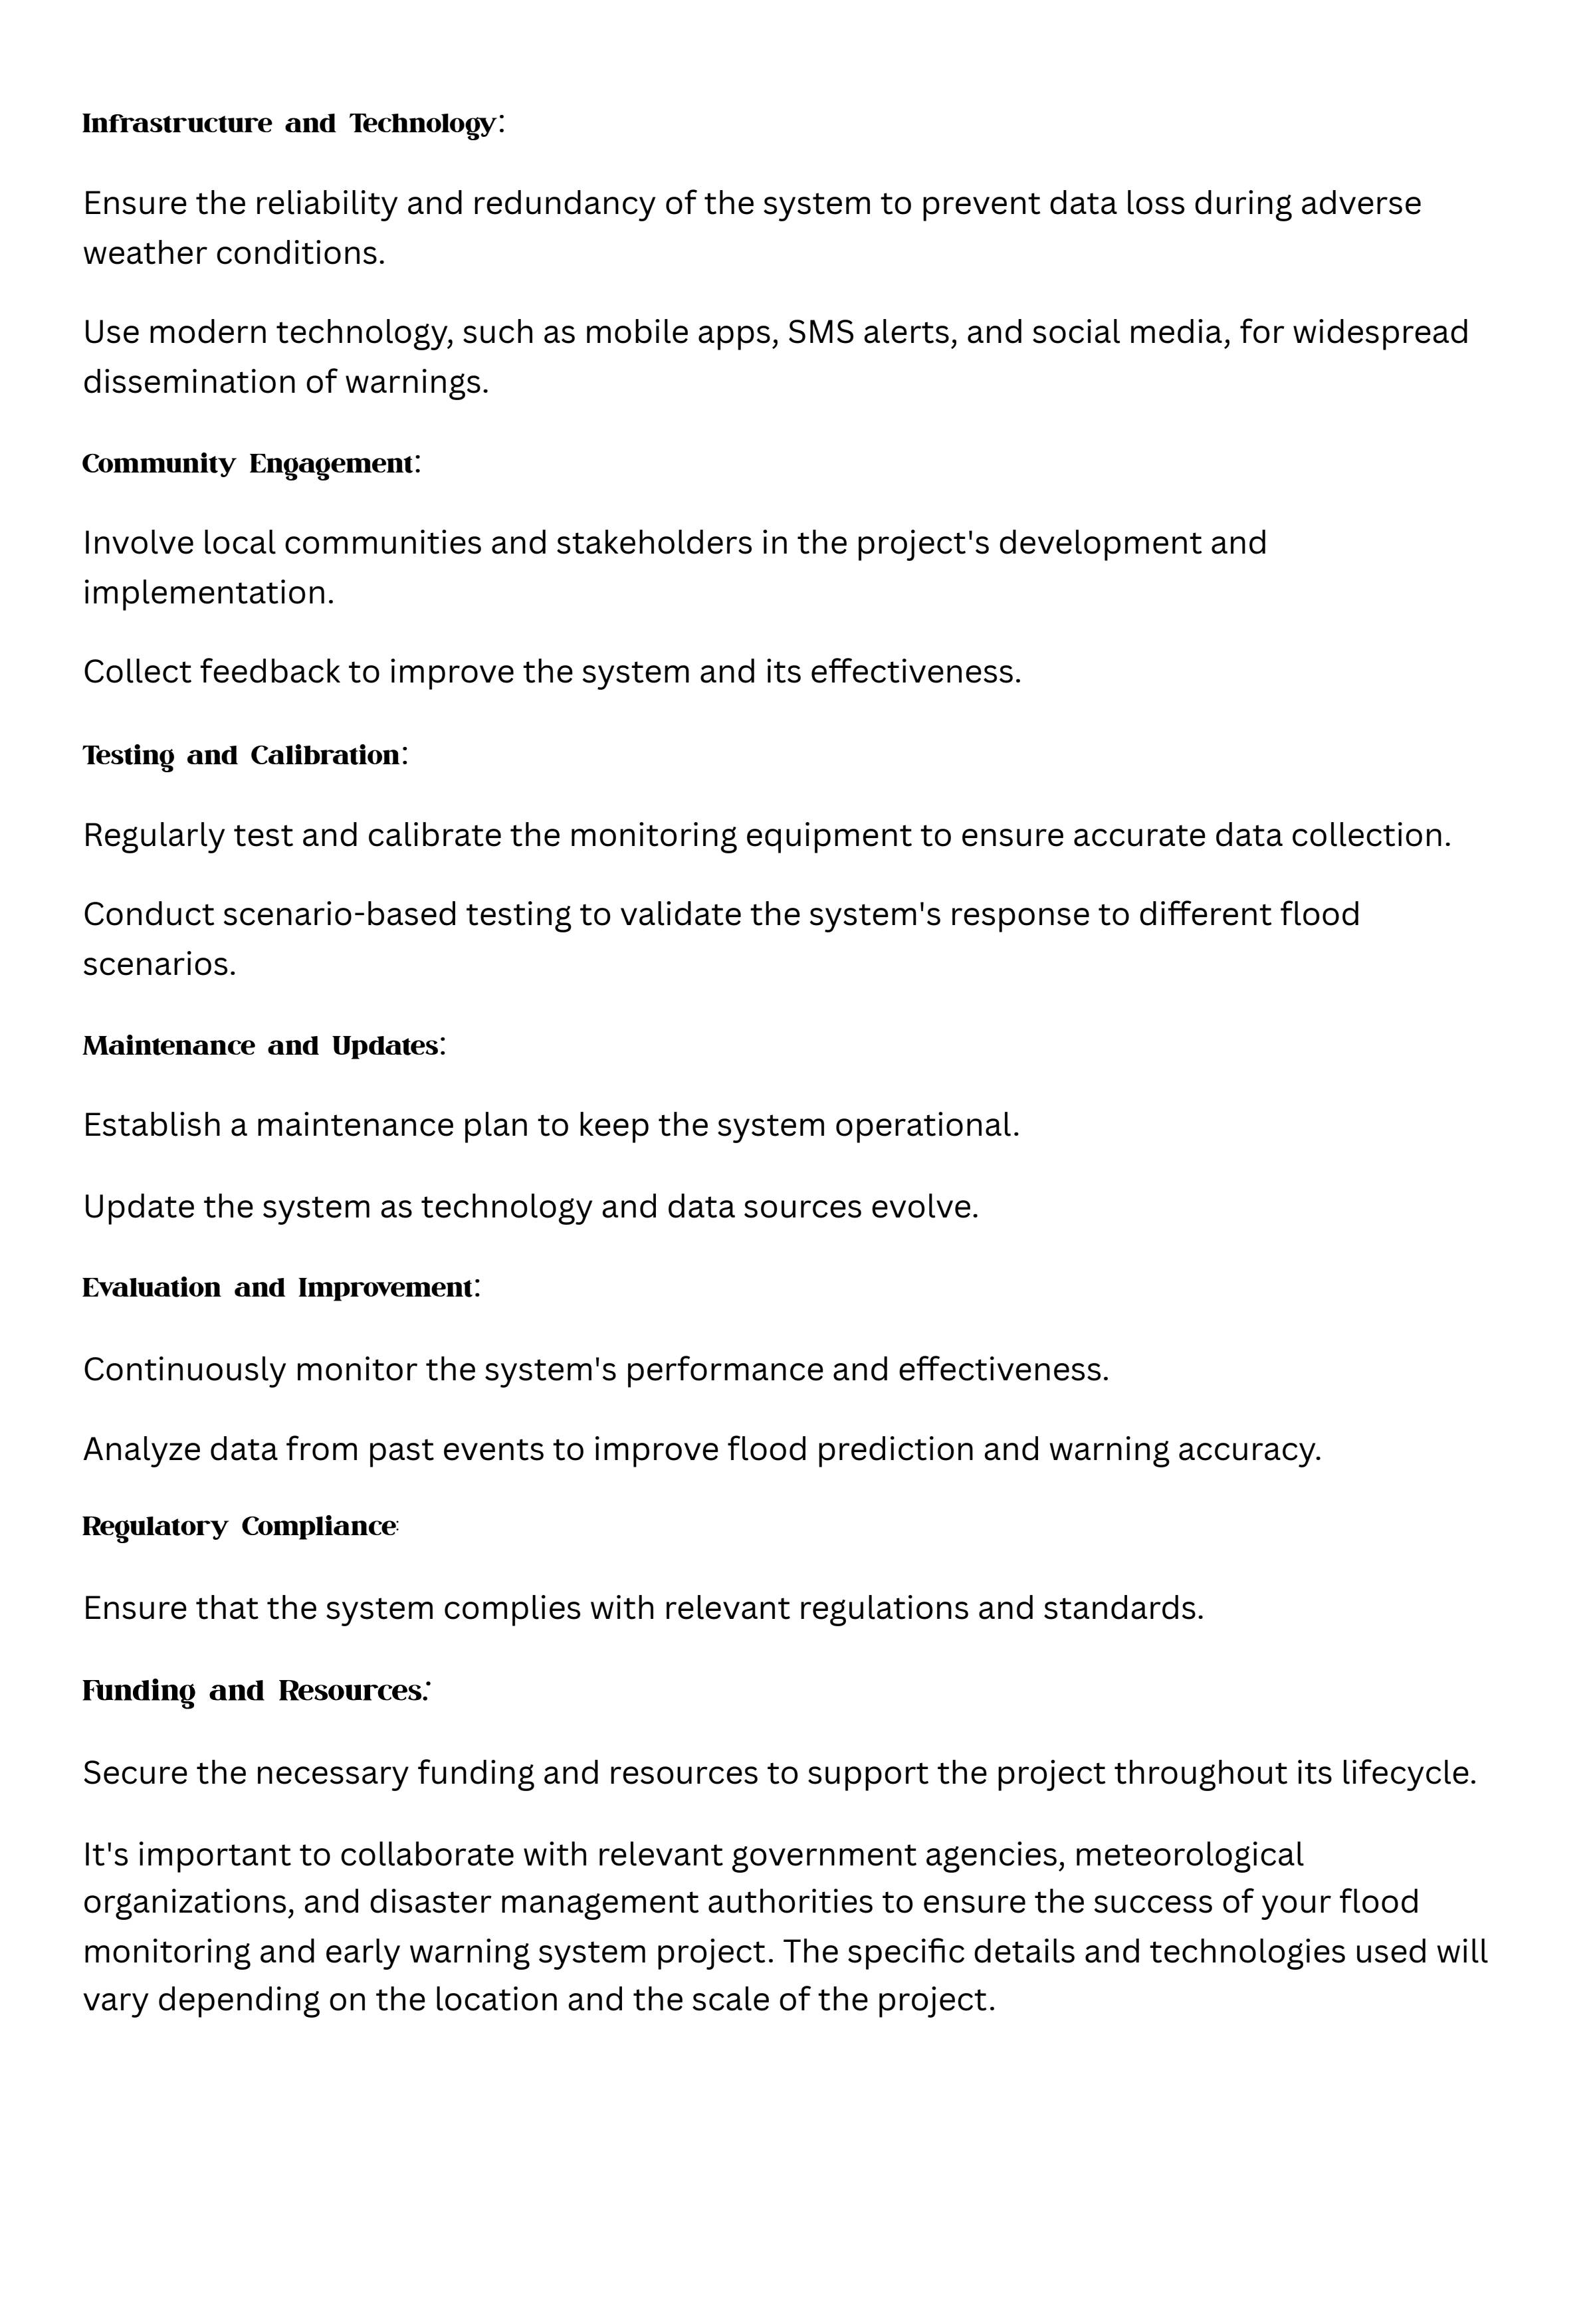 Infrastructure and Technology:
Ensure the reliability and redundancy of the system to prevent data loss during adverse
weather conditions.
Use modern technology, such as mobile apps, SMS alerts, and social media, for widespread
dissemination of warnings.
Community Engagement:
Involve local communities and stakeholders in the project's development and
implementation.
Collect feedback to improve the system and its effectiveness.
Testing and Calibration:
Regularly test and calibrate the monitoring equipment to ensure accurate data collection.
Conduct scenario-based testing to validate the system's response to different flood
scenarios.
Maintenance and Updates:
Establish a maintenance plan to keep the system operational.
Update the system as technology and data sources evolve.
Evaluation and Improvement:
Continuously monitor the system's performance and effectiveness.
Analyze data from past events to improve flood prediction and warning accuracy.
Regulatory Compliance:
Ensure that the system complies with relevant regulations and standards.
Funding and Resources:
Secure the necessary funding and resources to support the project throughout its lifecycle.
It's important to collaborate with relevant government agencies, meteorological
organizations, and disaster management authorities to ensure the success of your flood
monitoring and early warning system project. The specific details and technologies used will
vary depending on the location and the scale of the project.